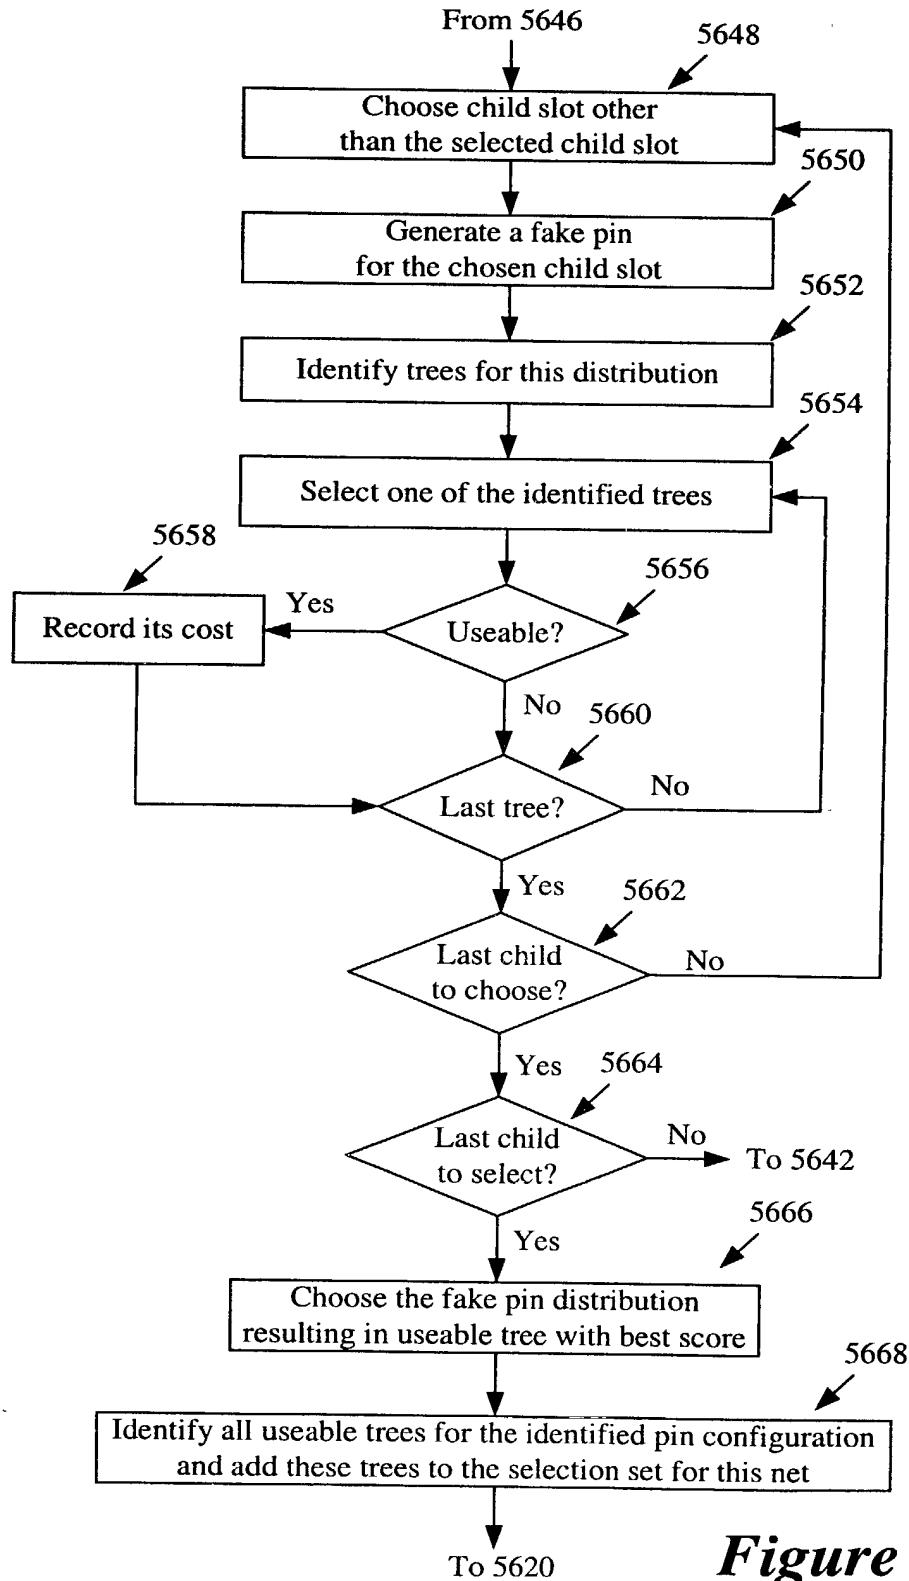 From 5646
5648
Choose child slot other
than the selected child slot
5650
Generate a fake pin
for the chosen child slot
5652
Identify trees for this distribution
5654
Select one of the identified trees
5658
5656
Record its cost
Yes
Useable?
No
5660
Last tree?
No
Yes
5662
Last child
to choose?
No
Yes
5664
Last child
to select?
No
To 5642
5666
Yes
Choose the fake pin distribution
resulting in useable tree with best score
5668
Identify all useable trees for the identified pin configuration
and add these trees to the selection set for this net
To 5620
Figure